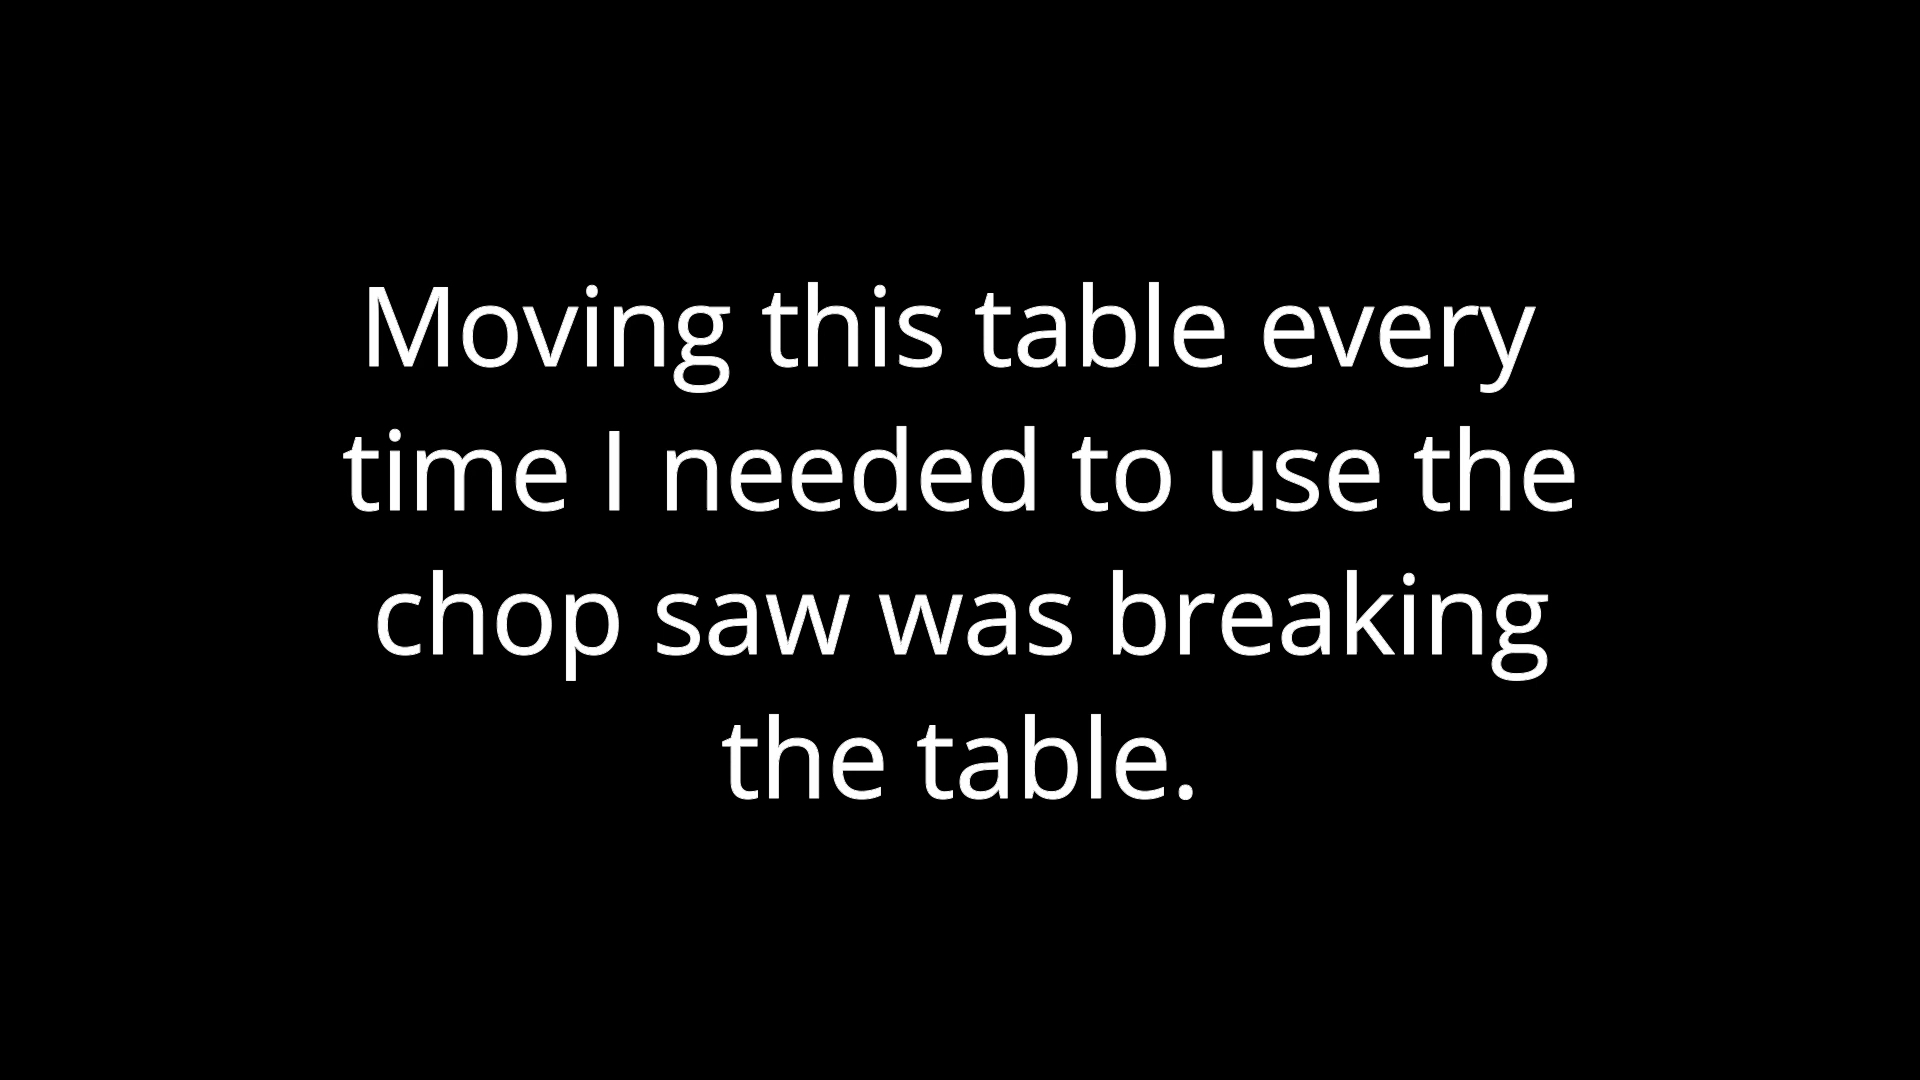 Moving this table every
time I needed to use the
chop saw was breaking
the table.